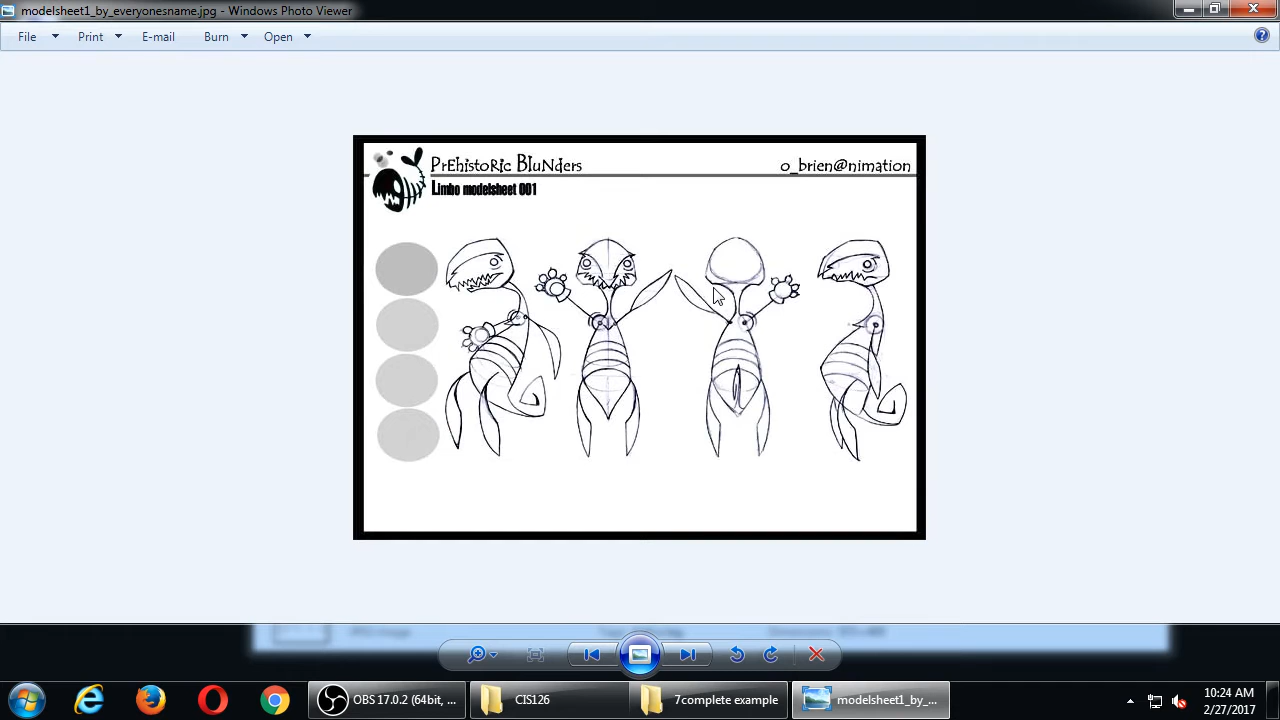 modelsheet1_by_everyonesname.jpg - Windows Photo Viewer
File Print E-mail Burn Open
PrEhistoRic BluNders o_brien@nimation
Limbo modelsheet 001
OBS 17.0.2 (64bit, ... CIS126 7complete example modelsheet1_by_...
10:24 AM
2/27/2017